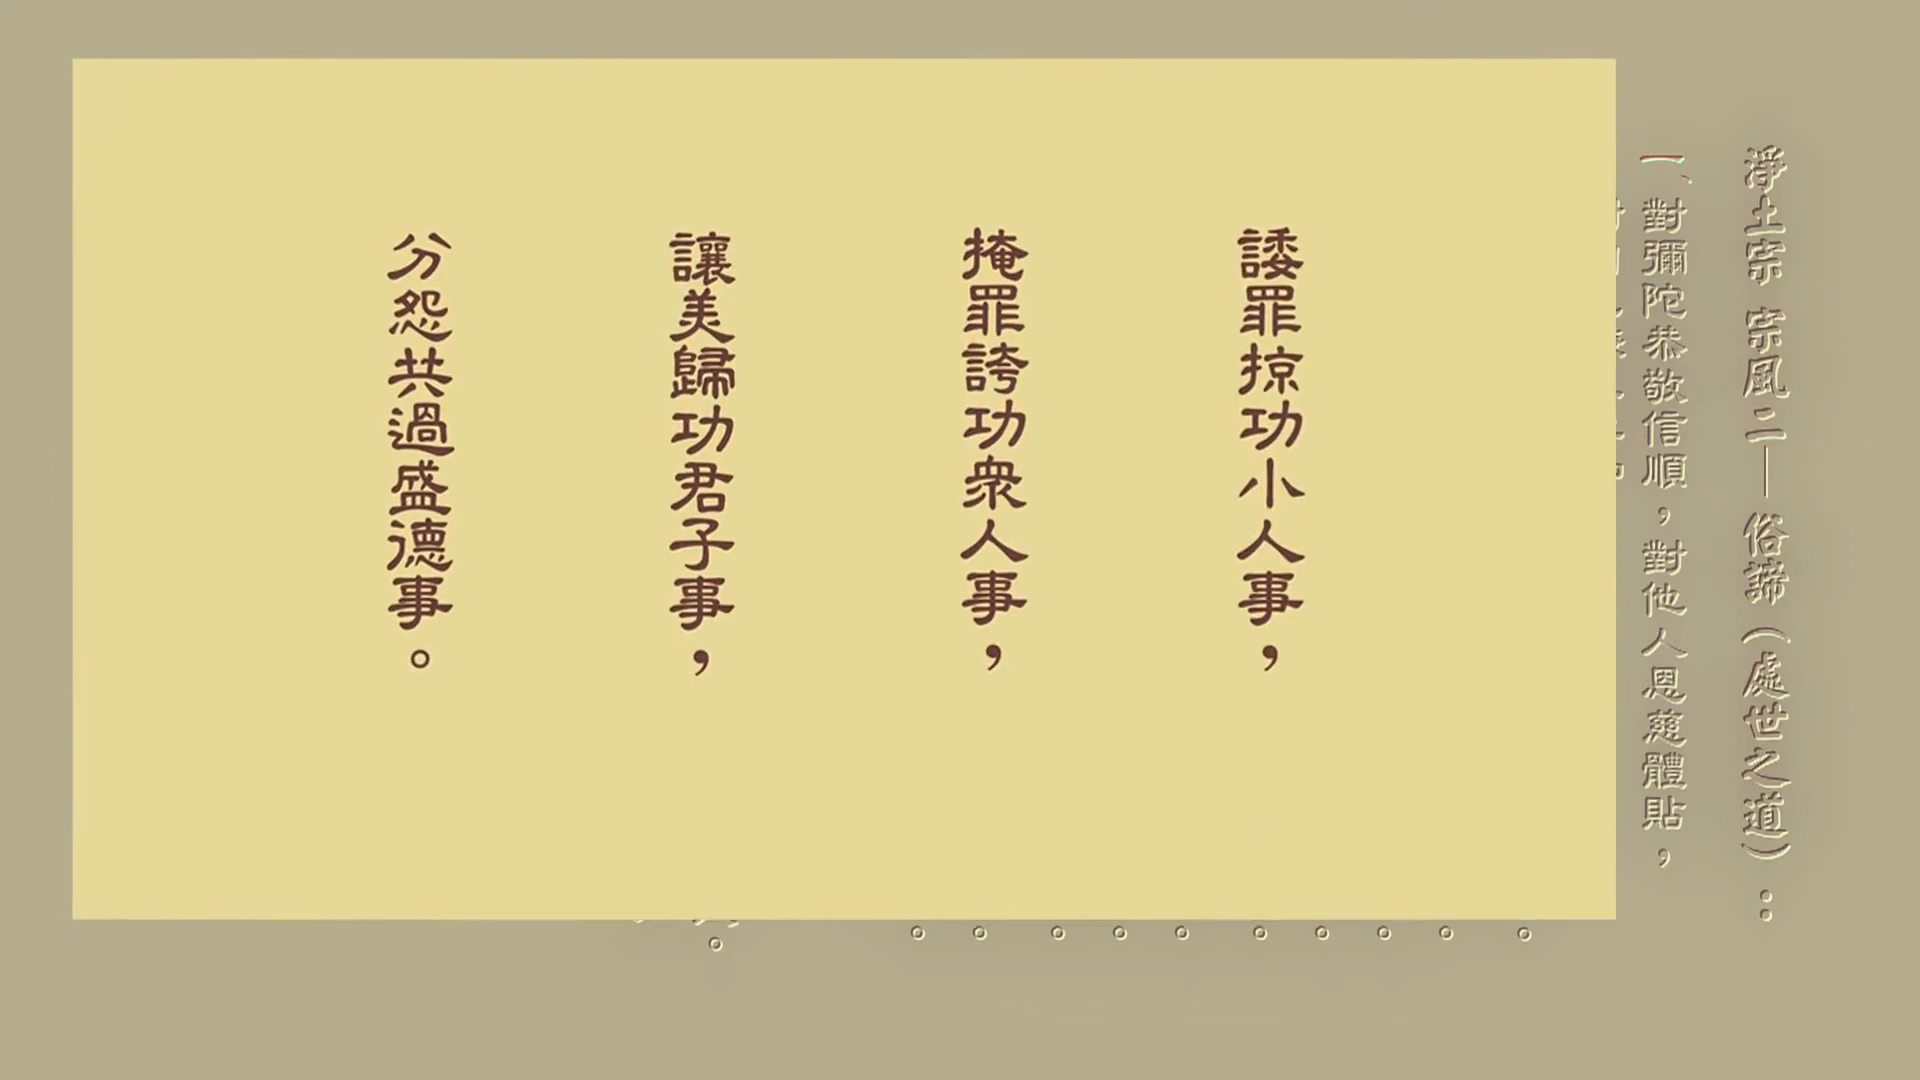 淨土宗 宗風二—俗諦（處世之道）：
一、對彌陀恭敬信順，對他人恩慈體貼，
諉罪掠功小人事，
掩罪誇功衆人事，
讓美歸功君子事，
分怨共過盛德事。